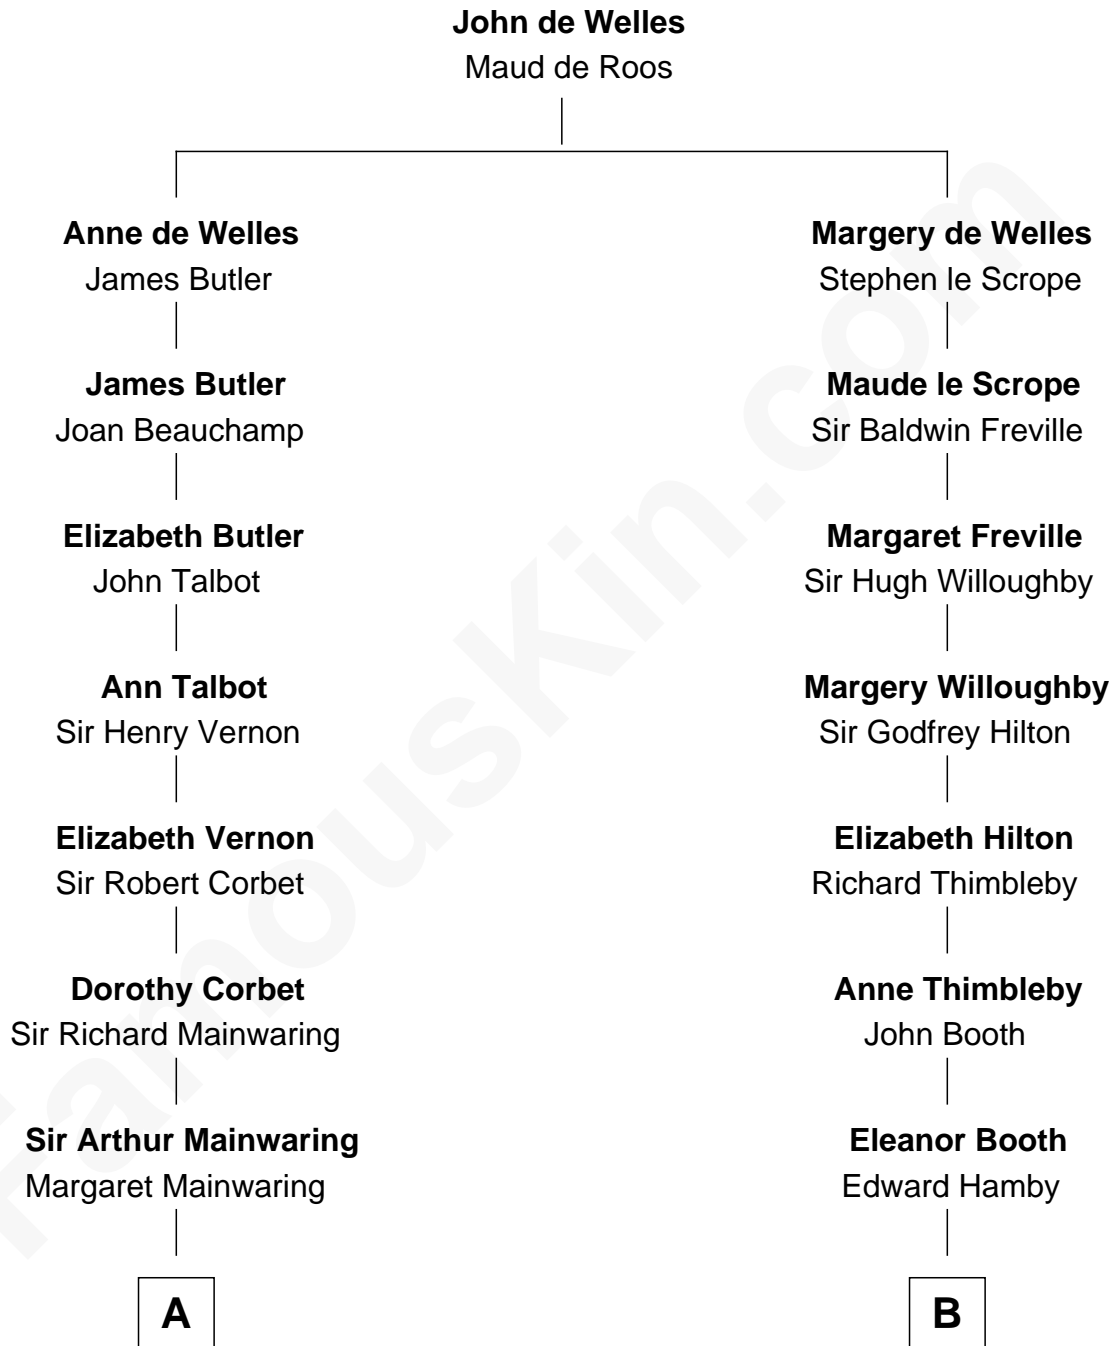 John de Welles
Maud de Roos
Anne de Welles
James Butler
James Butler
Joan Beauchamp
Elizabeth Butler
John Talbot
Ann Talbot
Sir Henry Vernon
Elizabeth Vernon
Sir Robert Corbet
Dorothy Corbet
Sir Richard Mainwaring
Sir Arthur Mainwaring
Margaret Mainwaring
A
Margery de Welles
Stephen le Scrope
Maude le Scrope
Sir Baldwin Freville
Margaret Freville
Sir Hugh Willoughby
Margery Willoughby
Sir Godfrey Hilton
Elizabeth Hilton
Richard Thimbleby
Anne Thimbleby
John Booth
Eleanor Booth
Edward Hamby
B
FamousKin.com